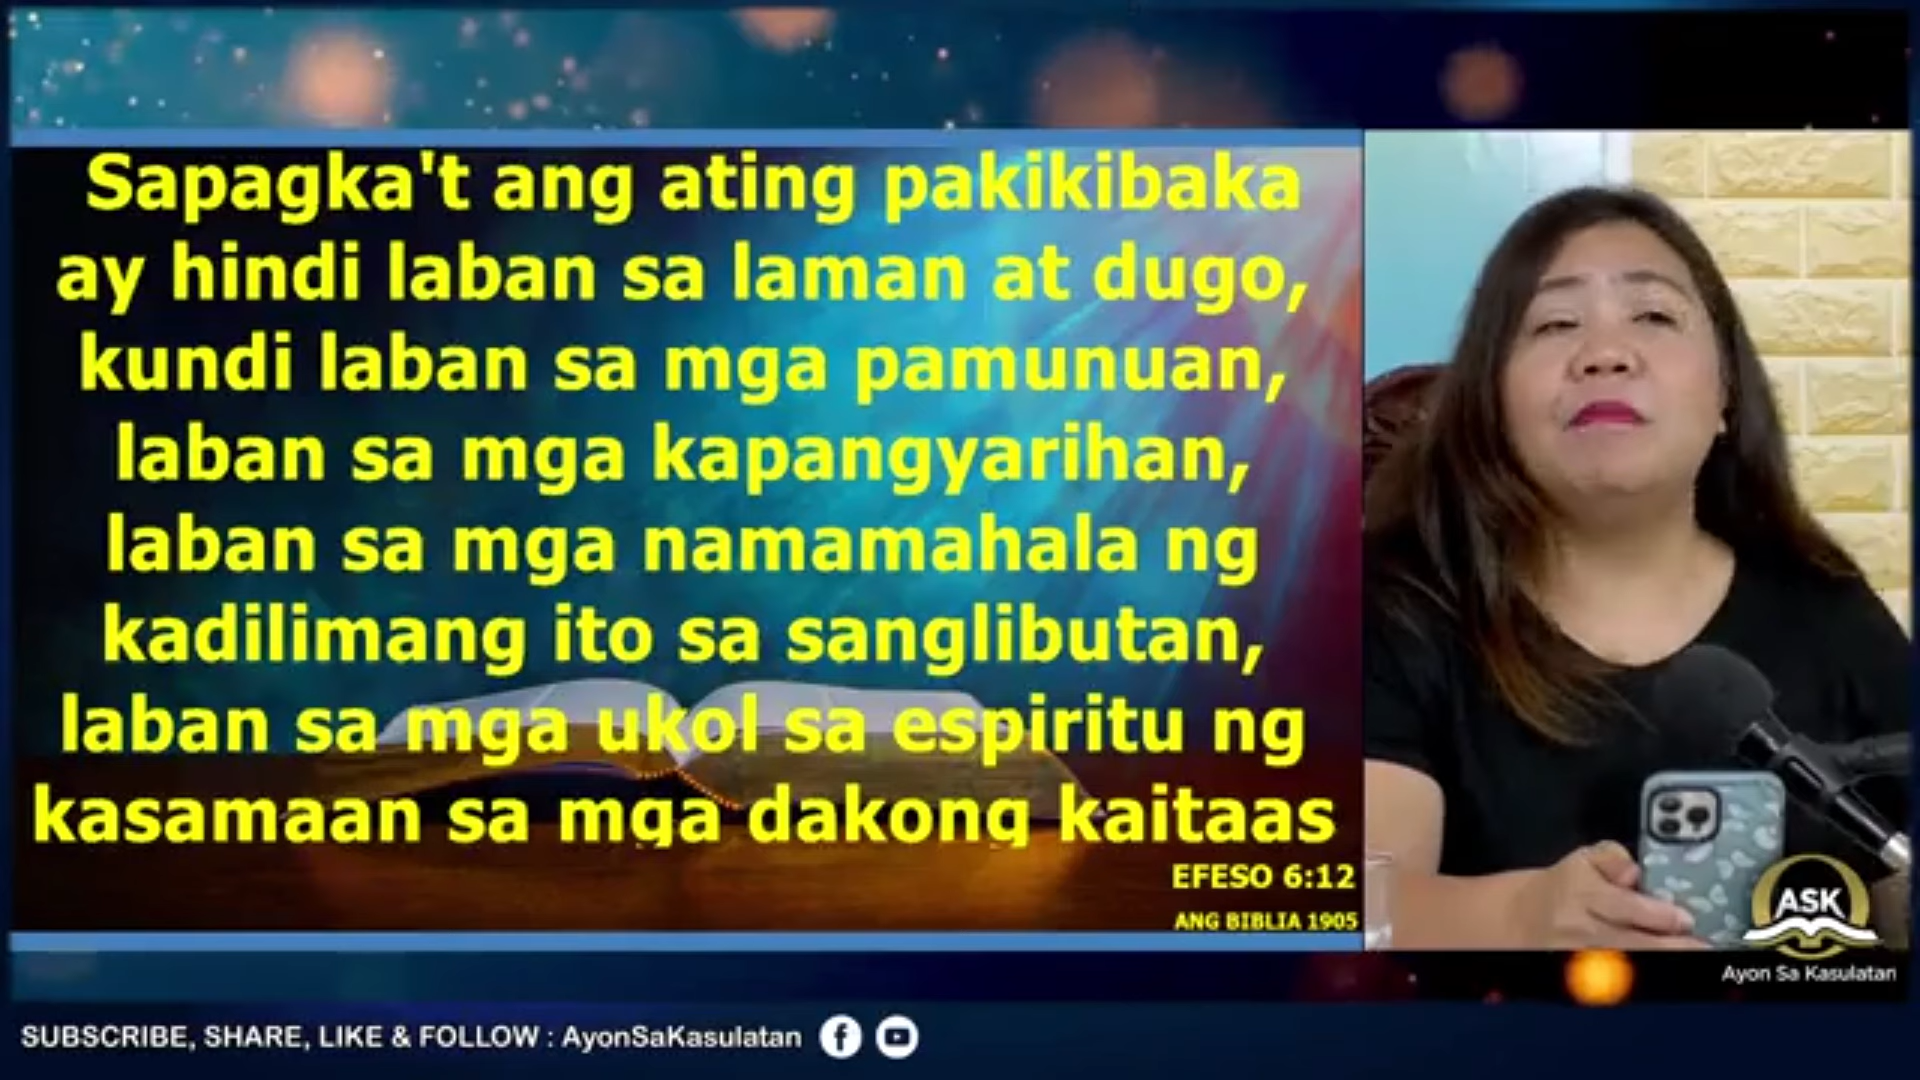 Sapagka't ang ating pakikibaka
ay hindi laban sa laman at dugo,
kundi laban sa mga pamunuan,
laban sa mga kapangyarihan,
laban sa mga namamahala ng
kadilimang ito sa sanglibutan,
laban sa mga ukol sa espiritu ng
kasamaan sa mga dakong kaitaas
EFESO 6:12
ANG BIBLIA 1905
ASK
Ayon Sa Kasulatan
SUBSCRIBE, SHARE, LIKE & FOLLOW : AyonSaKasulatan